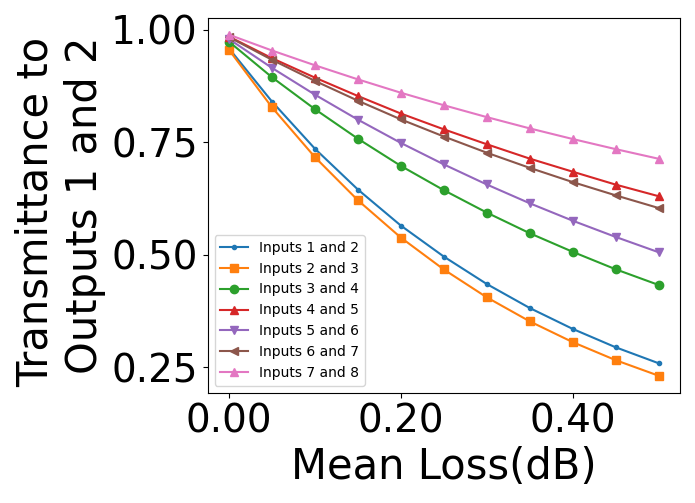 Transmittance to
Outputs 1 and 2
1.00
0.75
0.50
0.25
Inputs 1 and 2
Inputs 2 and 3
Inputs 3 and 4
Inputs 4 and 5
Inputs 5 and 6
Inputs 6 and 7
Inputs 7 and 8
0.00 0.20 0.40
Mean Loss(dB)